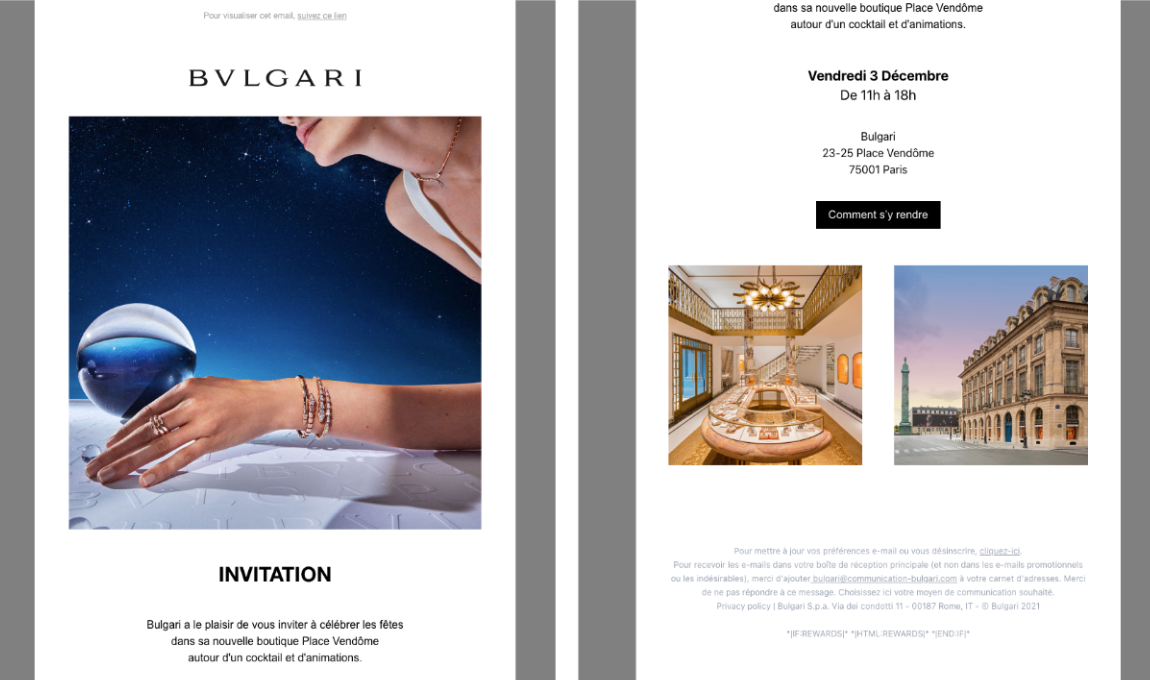 Pour visualiser cet email, suivez ce lien
BVLGARI
INVITATION
Bulgari a le plaisir de vous inviter à célébrer les fêtes
dans sa nouvelle boutique Place Vendôme
autour d'un cocktail et d'animations.
dans sa nouvelle boutique Place Vendôme
autour d'un cocktail et d'animations.
Vendredi 3 Décembre
De 11h à 18h
Bulgari
23-25 Place Vendôme
75001 Paris
Comment s'y rendre
Pour mettre à jour vos préférences e-mail ou vous désinscrire, cliquez-ici.
Pour recevoir les e-mails dans votre boîte de réception principale (et non dans les e-mails promotionnels
ou les indésirables), merci d'ajouter bulgari@communication-bulgari.com à votre carnet d'adresses. Merci
de ne pas répondre à ce message. Choisissez ici votre moyen de communication souhaité.
Privacy policy | Bulgari S.p.a. Via dei condotti 11 - 00187 Rome, IT - © Bulgari 2021
*|IF:REWARDS|* *|HTML:REWARDS|* *|END:IF|*